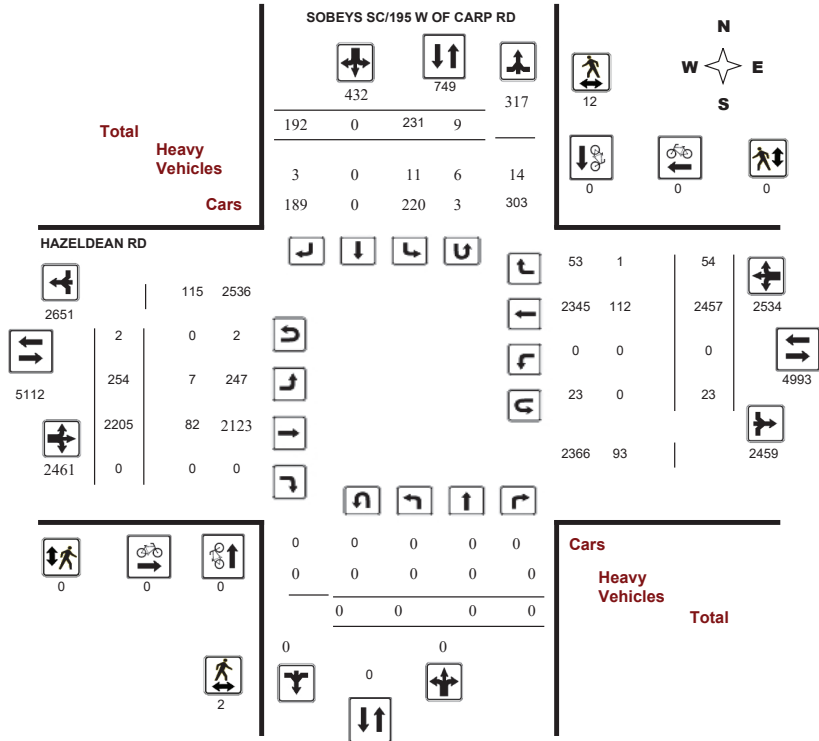 SOBEYS SC/195 W OF CARP RD
N
W E
S
432
749
317
12
192 0 231 9
Total
Heavy
Vehicles
Cars
3 0 11 6 14
189 0 220 3 303
0 0 0
HAZELDEAN RD
2651
115 2536
2 0 2
5112
254 7 247
2205 82 2123
2461
0 0 0
53 1 54
2345 112 2457
2534
0 0 0
4993
23 0 23
2366 93
2459
0 0 0
2
0 0 0 0 0
0 0 0 0 0
0 0 0 0
0 0
0
Cars
Heavy
Vehicles
Total